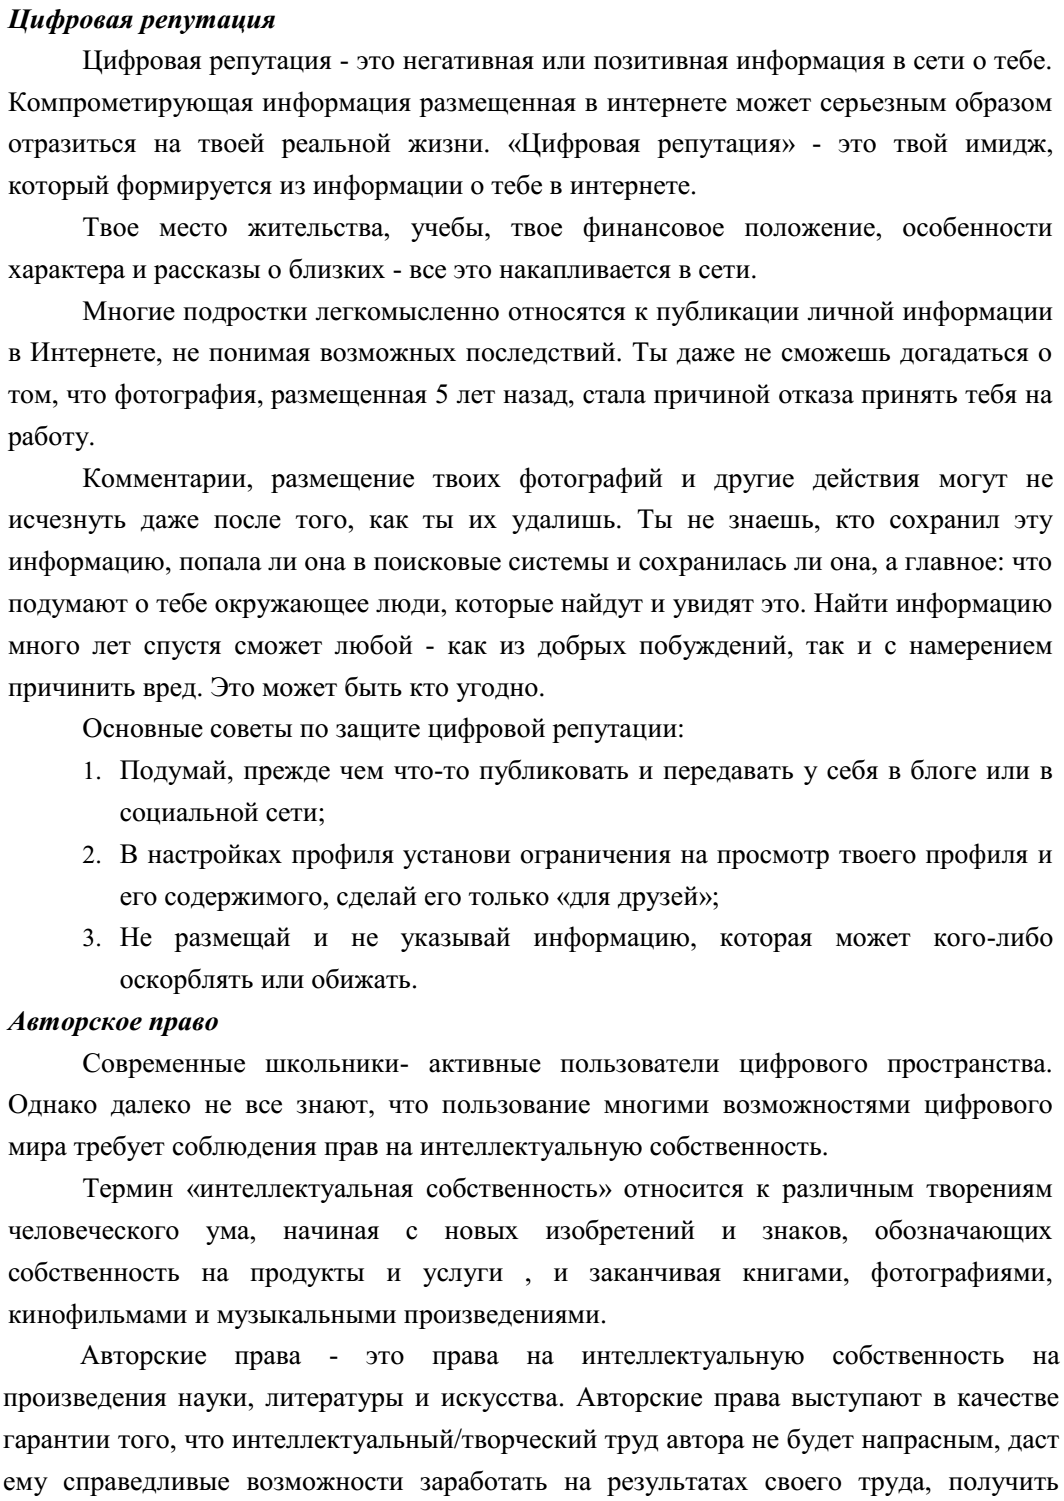 Цифровая репутация
Цифровая репутация - это негативная или позитивная информация в сети о тебе.
Компрометирующая информация размещенная в интернете может серьезным образом
отразиться на твоей реальной жизни. «Цифровая репутация» - это твой имидж,
который формируется из информации о тебе в интернете.
Твое место жительства, учебы, твое финансовое положение, особенности
характера и рассказы о близких - все это накапливается в сети.
Многие подростки легкомысленно относятся к публикации личной информации
в Интернете, не понимая возможных последствий. Ты даже не сможешь догадаться о
том, что фотография, размещенная 5 лет назад, стала причиной отказа принять тебя на
работу.
Комментарии, размещение твоих фотографий и другие действия могут не
исчезнуть даже после того, как ты их удалишь. Ты не знаешь, кто сохранил эту
информацию, попала ли она в поисковые системы и сохранилась ли она, а главное: что
подумают о тебе окружающее люди, которые найдут и увидят это. Найти информацию
много лет спустя сможет любой - как из добрых побуждений, так и с намерением
причинить вред. Это может быть кто угодно.
Основные советы по защите цифровой репутации:
1. Подумай, прежде чем что-то публиковать и передавать у себя в блоге или в
социальной сети;
2. В настройках профиля установи ограничения на просмотр твоего профиля и
его содержимого, сделай его только «для друзей»;
3. Не размещай и не указывай информацию, которая может кого-либо
оскорблять или обижать.
Авторское право
Современные школьники- активные пользователи цифрового пространства.
Однако далеко не все знают, что пользование многими возможностями цифрового
мира требует соблюдения прав на интеллектуальную собственность.
Термин «интеллектуальная собственность» относится к различным творениям
человеческого ума, начиная с новых изобретений и знаков, обозначающих
собственность на продукты и услуги , и заканчивая книгами, фотографиями,
кинофильмами и музыкальными произведениями.
Авторские права - это права на интеллектуальную собственность на
произведения науки, литературы и искусства. Авторские права выступают в качестве
гарантии того, что интеллектуальный/творческий труд автора не будет напрасным, даст
ему справедливые возможности заработать на результатах своего труда, получить